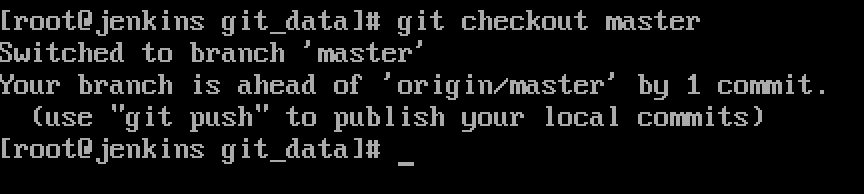 [root@jenkins git_data]# git checkout master
Switched to branch 'master'
Your branch is ahead of 'origin/master' by 1 commit.
  (use "git push" to publish your local commits)
[root@jenkins git_data]# _